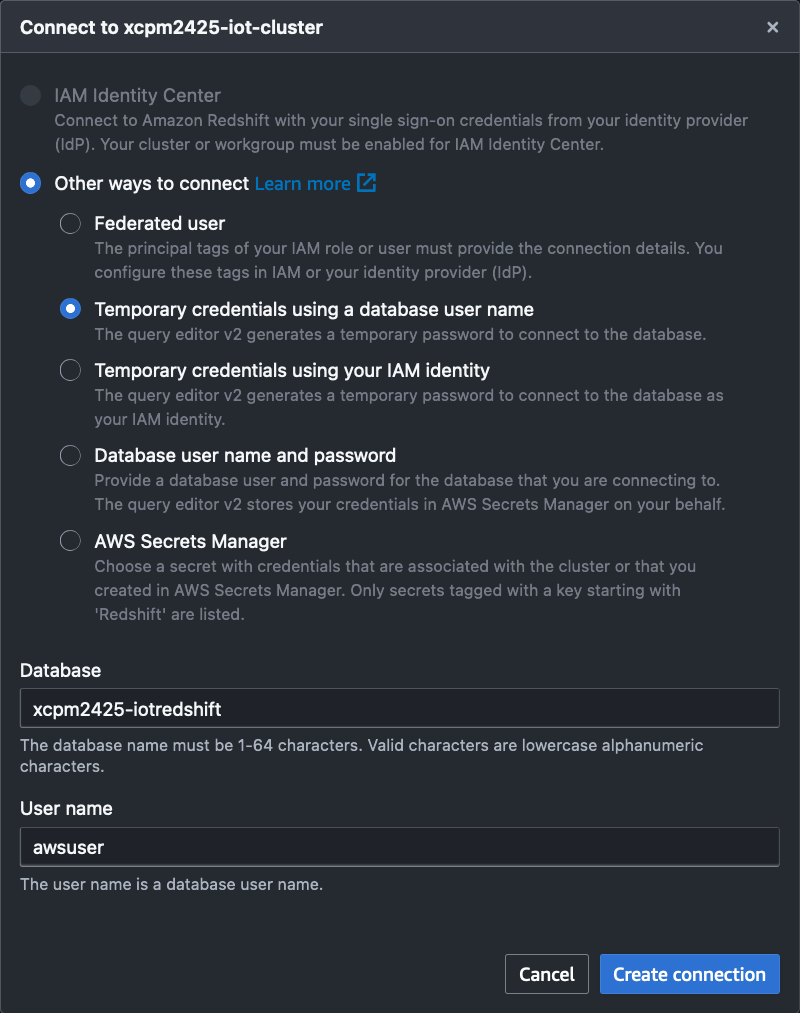 Connect to xcpm2425-iot-cluster
IAM Identity Center
Connect to Amazon Redshift with your single sign-on credentials from your identity provider
(IdP). Your cluster or workgroup must be enabled for IAM Identity Center.
Other ways to connect Learn more
Federated user
The principal tags of your IAM role or user must provide the connection details. You
configure these tags in IAM or your identity provider (IdP).
Temporary credentials using a database user name
The query editor v2 generates a temporary password to connect to the database.
Temporary credentials using your IAM identity
The query editor v2 generates a temporary password to connect to the database as
your IAM identity.
Database user name and password
Provide a database user and password for the database that you are connecting to.
The query editor v2 stores your credentials in AWS Secrets Manager on your behalf.
AWS Secrets Manager
Choose a secret with credentials that are associated with the cluster or that you
created in AWS Secrets Manager. Only secrets tagged with a key starting with
'Redshift' are listed.
Database
xcpm2425-iotredshift
The database name must be 1-64 characters. Valid characters are lowercase alphanumeric
characters.
User name
awsuser
The user name is a database user name.
Cancel
Create connection